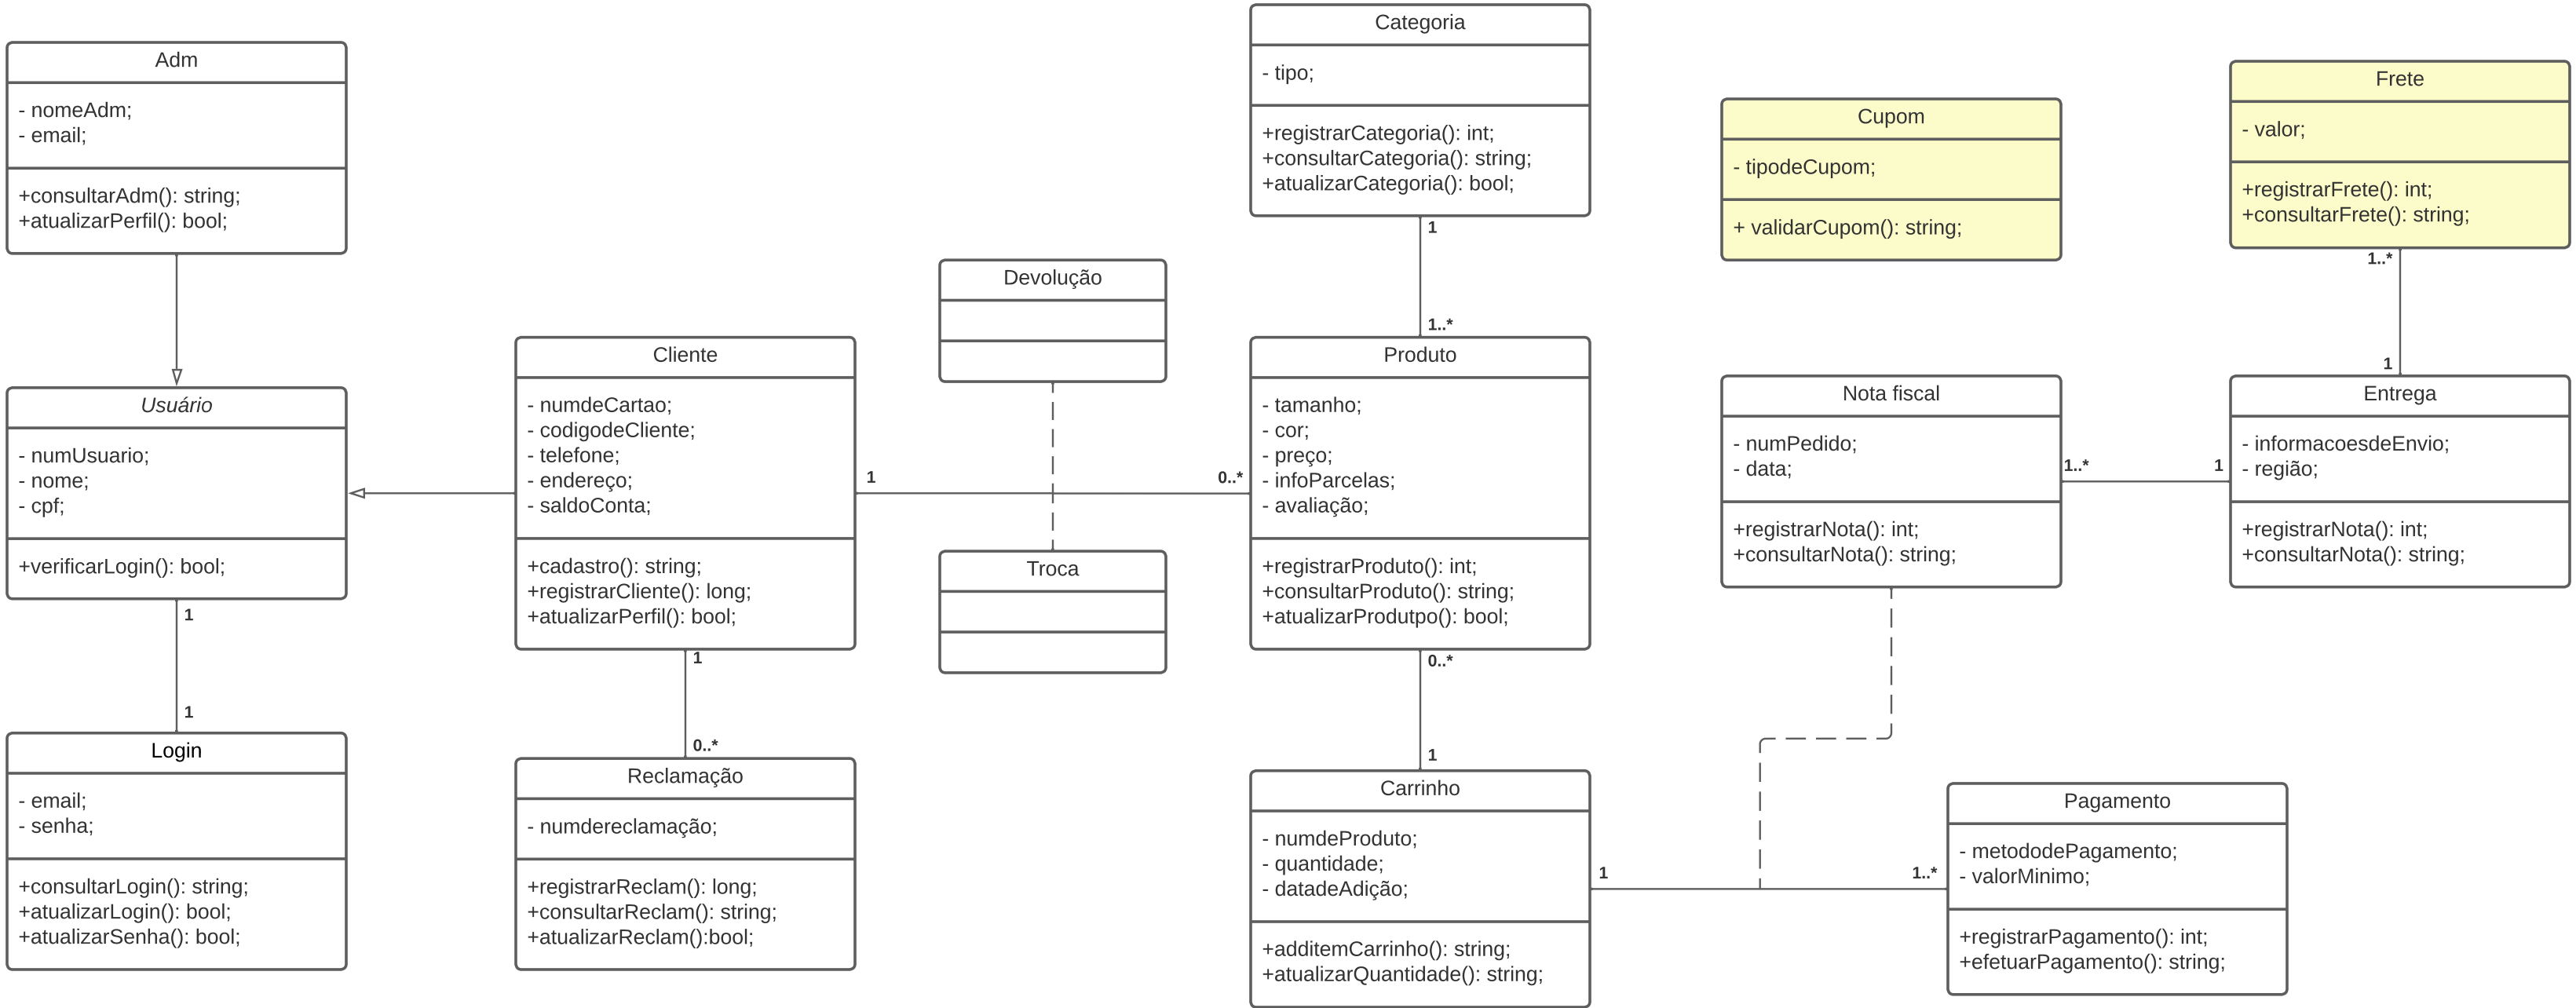 Categoria
- tipo;
+registrarCategoria(): int;
+consultarCategoria(): string;
+atualizarCategoria(): bool;
1
1..*
Adm
- nomeAdm;
- email;
+consultarAdm(): string;
+atualizarPerfil(): bool;
Cupom
- tipodeCupom;
+ validarCupom(): string;
Frete
- valor;
+registrarFrete(): int;
+consultarFrete(): string;
1..*
1
Devolução
Usuário
- numUsuario;
- nome;
- cpf;
+verificarLogin(): bool;
1
1
Cliente
- numdeCartao;
- codigodeCliente;
- telefone;
- endereço;
- saldoConta;
+cadastro(): string;
+registrarCliente(): long;
+atualizarPerfil(): bool;
1
0..*
1
0..*
Troca
Produto
- tamanho;
- cor;
- preço;
- infoParcelas;
- avaliação;
+registrarProduto(): int;
+consultarProduto(): string;
+atualizarProdutpo(): bool;
0..*
1
Nota fiscal
- numPedido;
- data;
+registrarNota(): int;
+consultarNota(): string;
1..*
1
Entrega
- informacoesdeEnvio;
- região;
+registrarNota(): int;
+consultarNota(): string;
Login
- email;
- senha;
+consultarLogin(): string;
+atualizarLogin(): bool;
+atualizarSenha(): bool;
Reclamação
- numdereclamação;
+registrarReclam(): long;
+consultarReclam(): string;
+atualizarReclam():bool;
Carrinho
- numdeProduto;
- quantidade;
- datadeAdição;
+additemCarrinho(): string;
+atualizarQuantidade(): string;
1
1..*
Pagamento
- metododePagamento;
- valorMinimo;
+registrarPagamento(): int;
+efetuarPagamento(): string;